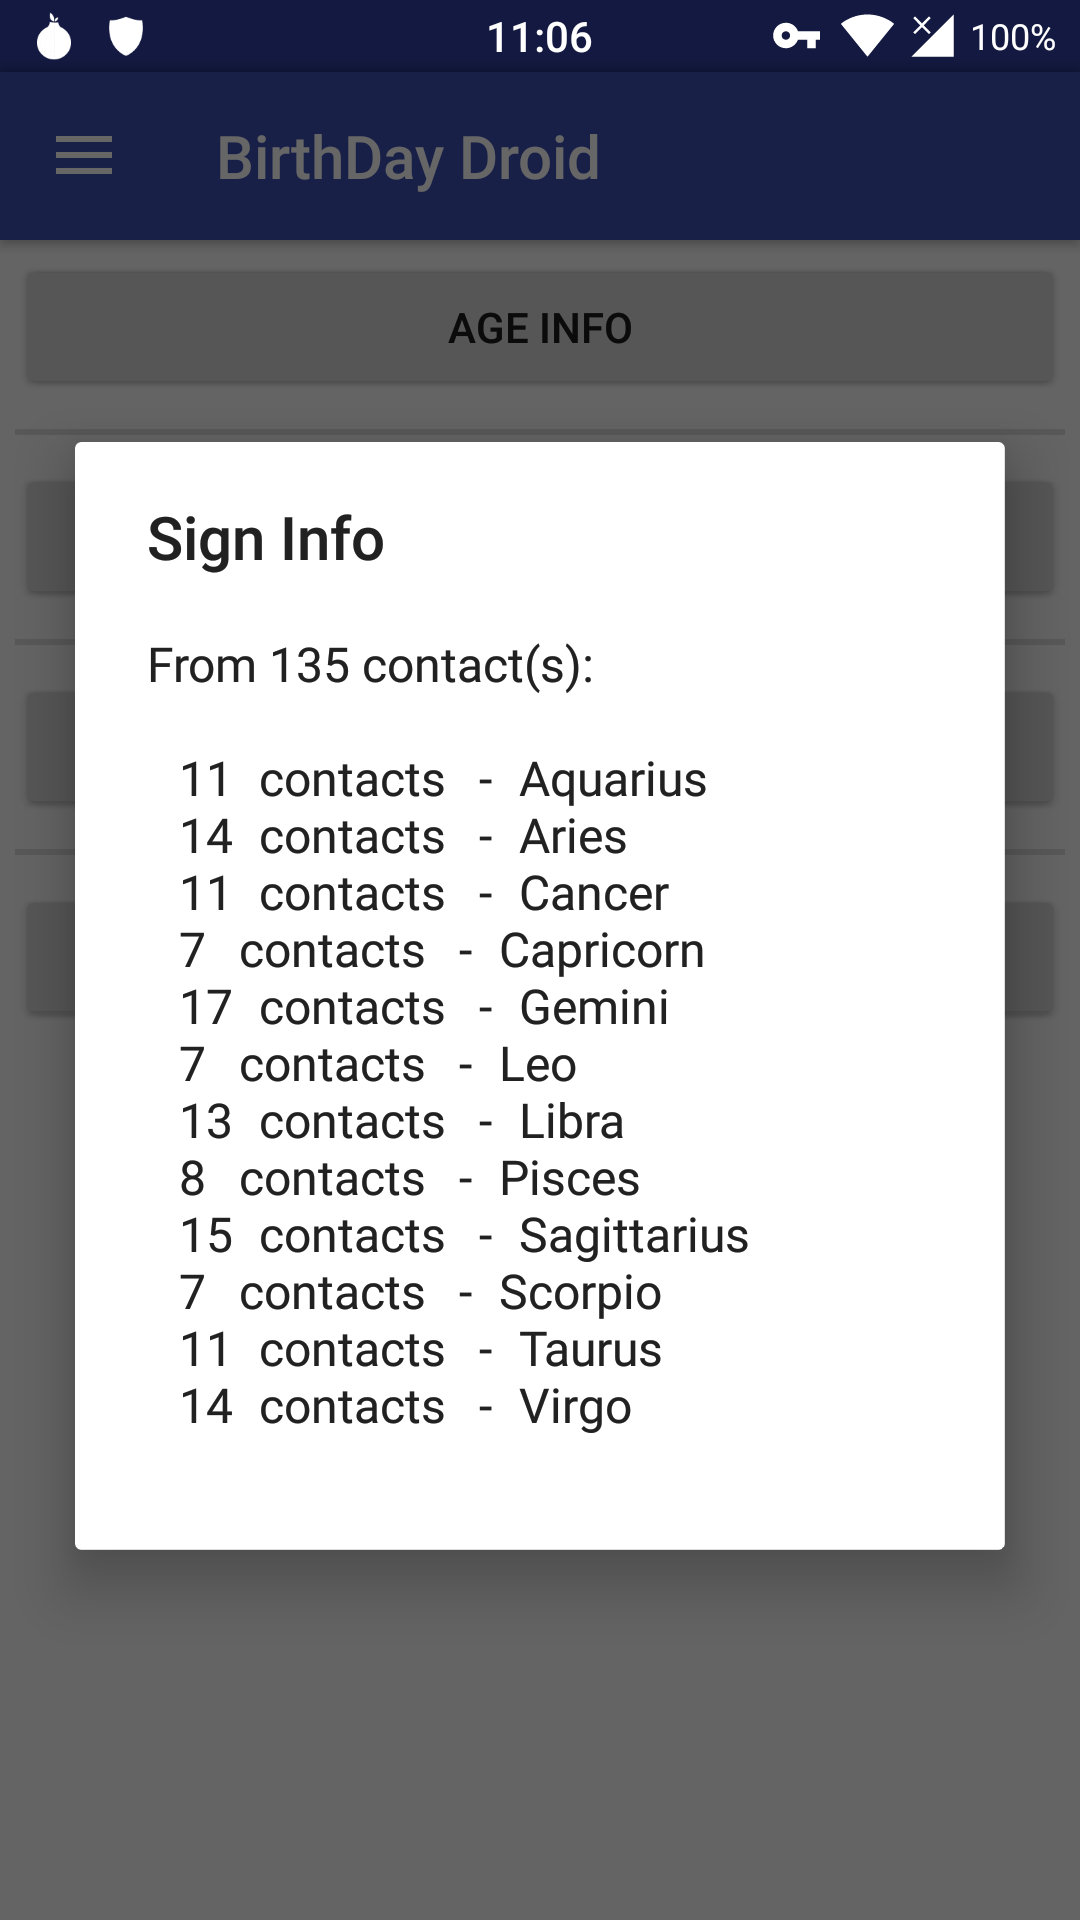 11:06
100%
BirthDay Droid
AGE INFO
Sign Info
From 135 contact(s):
11 contacts - Aquarius
14 contacts - Aries
11 contacts - Cancer
7 contacts - Capricorn
17 contacts - Gemini
7 contacts - Leo
13 contacts - Libra
8 contacts - Pisces
15 contacts - Sagittarius
7 contacts - Scorpio
11 contacts - Taurus
14 contacts - Virgo